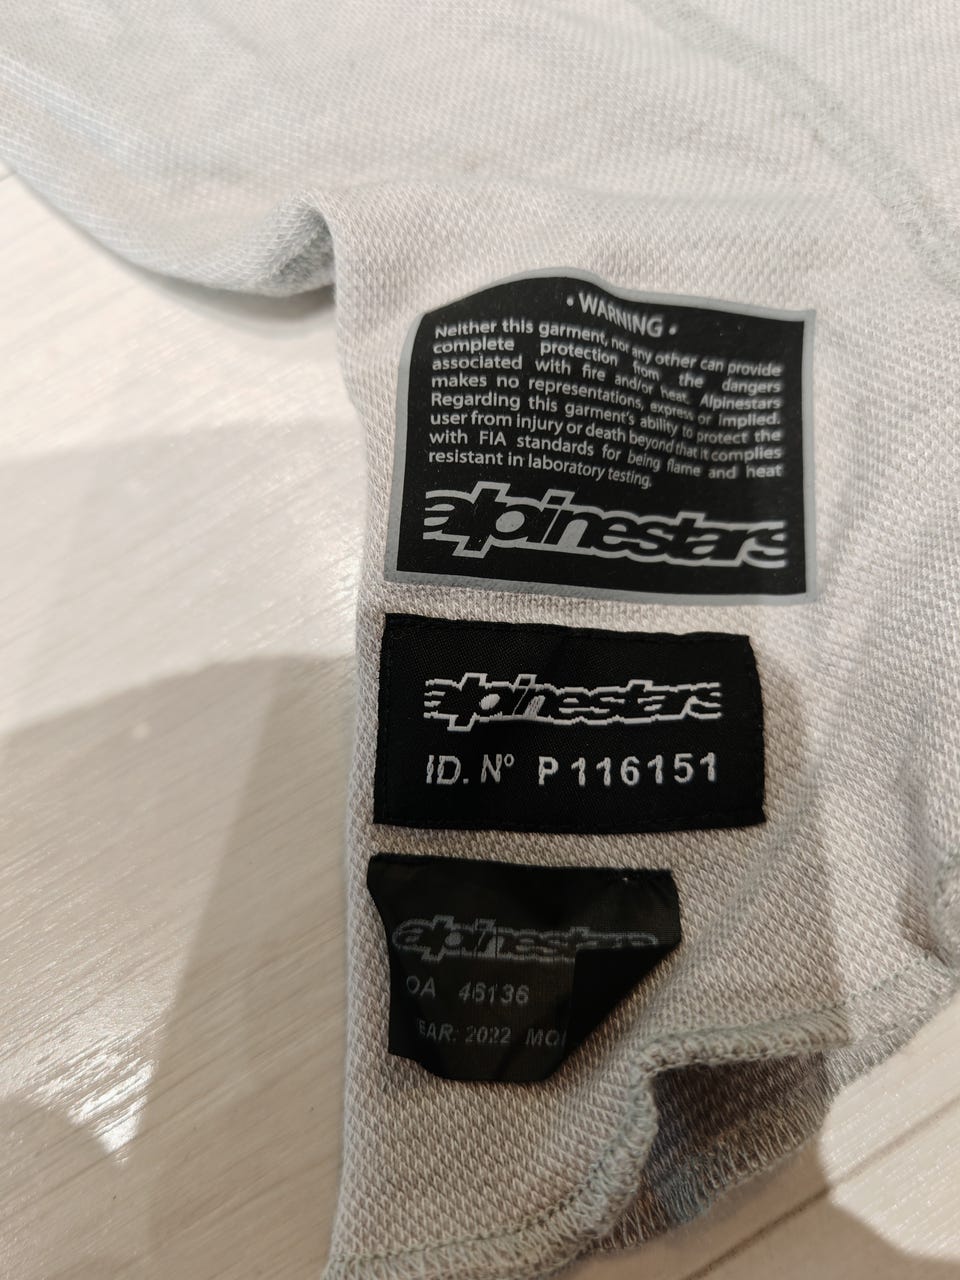 • WARNING •
Neither this garment, nor any other can provide
complete protection from the dangers
associated with fire and/or heat. Alpinestars
makes no representations, express or implied.
Regarding this garment's ability to protect the
user from injury or death beyond that it complies
with FIA standards for being flame and heat
resistant in laboratory testing.
alpinestars
alpinestars
ID. Nº P116151
alpinestars
OA 46136
EAR: 2022 MO